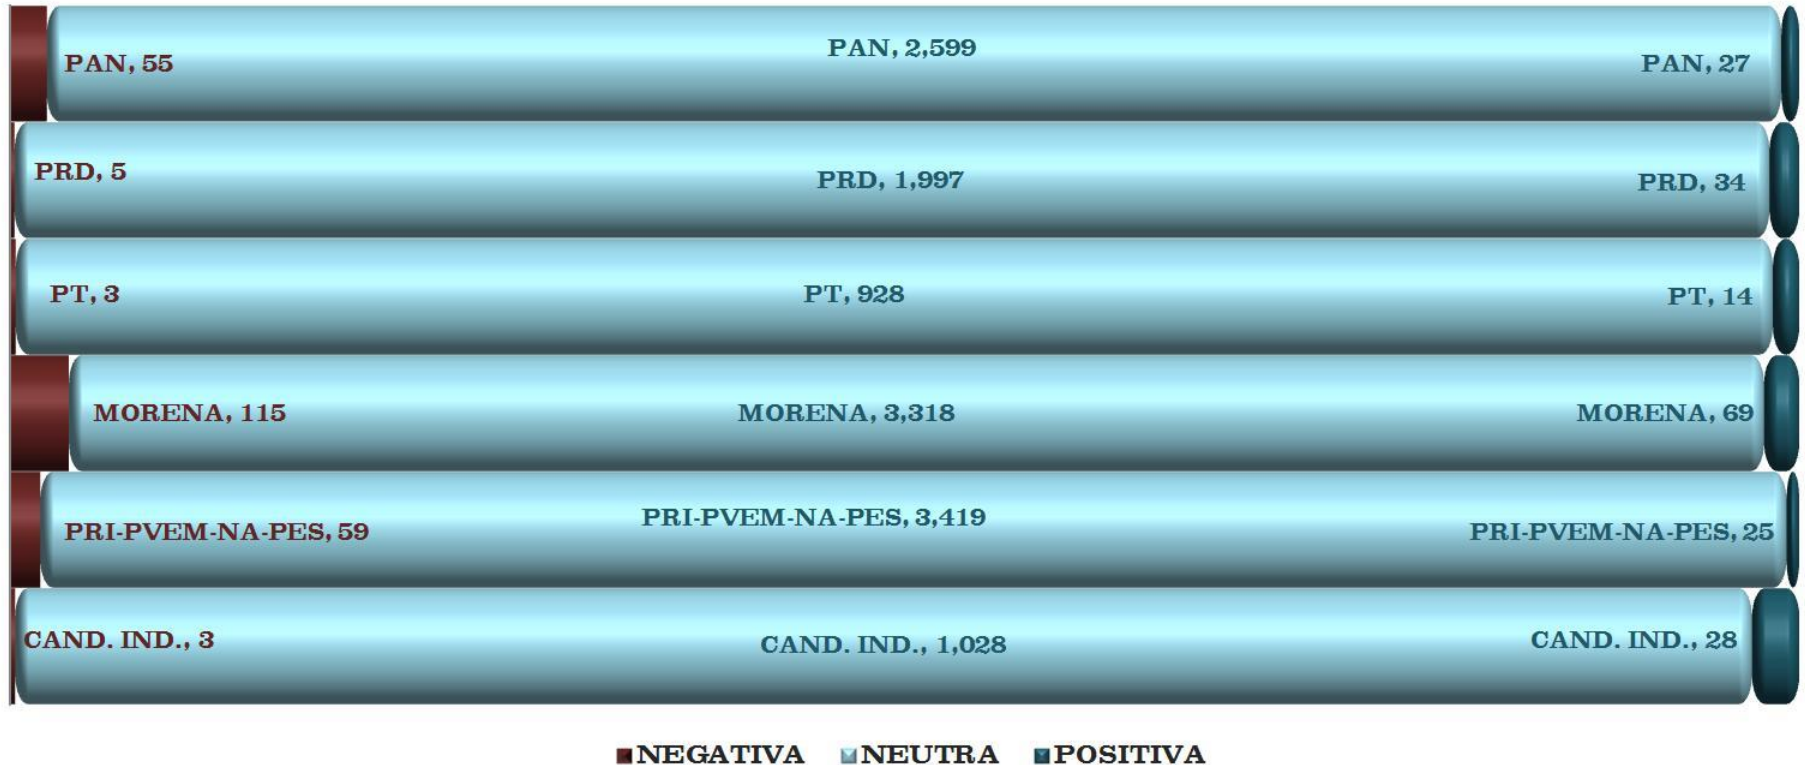 PAN, 55
PAN, 2,599
PAN, 27
PRD, 5
PRD, 1,997
PRD, 34
PT, 3
PT, 928
PT, 14
MORENA, 115
MORENA, 3,318
MORENA, 69
PRI-PVEM-NA-PES, 59
PRI-PVEM-NA-PES, 3,419
PRI-PVEM-NA-PES, 25
CAND. IND., 3
CAND. IND., 1,028
CAND. IND., 28
NEGATIVA NEUTRA POSITIVA